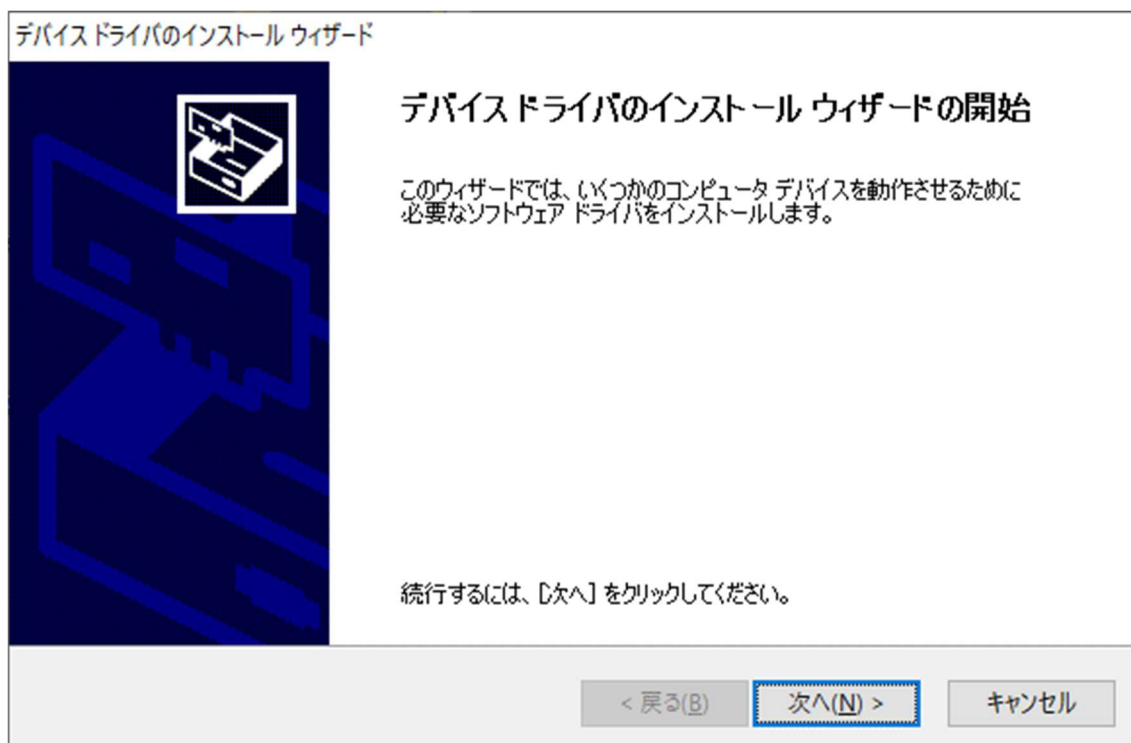 デバイス ドライバのインストール ウィザード
デバイス ドライバのインストール ウィザードの開始
このウィザードでは、いくつかのコンピュータ デバイスを動作させるために
必要なソフトウェア ドライバをインストールします。
続行するには、[次へ] をクリックしてください。
< 戻る(B)
次へ(N) >
キャンセル